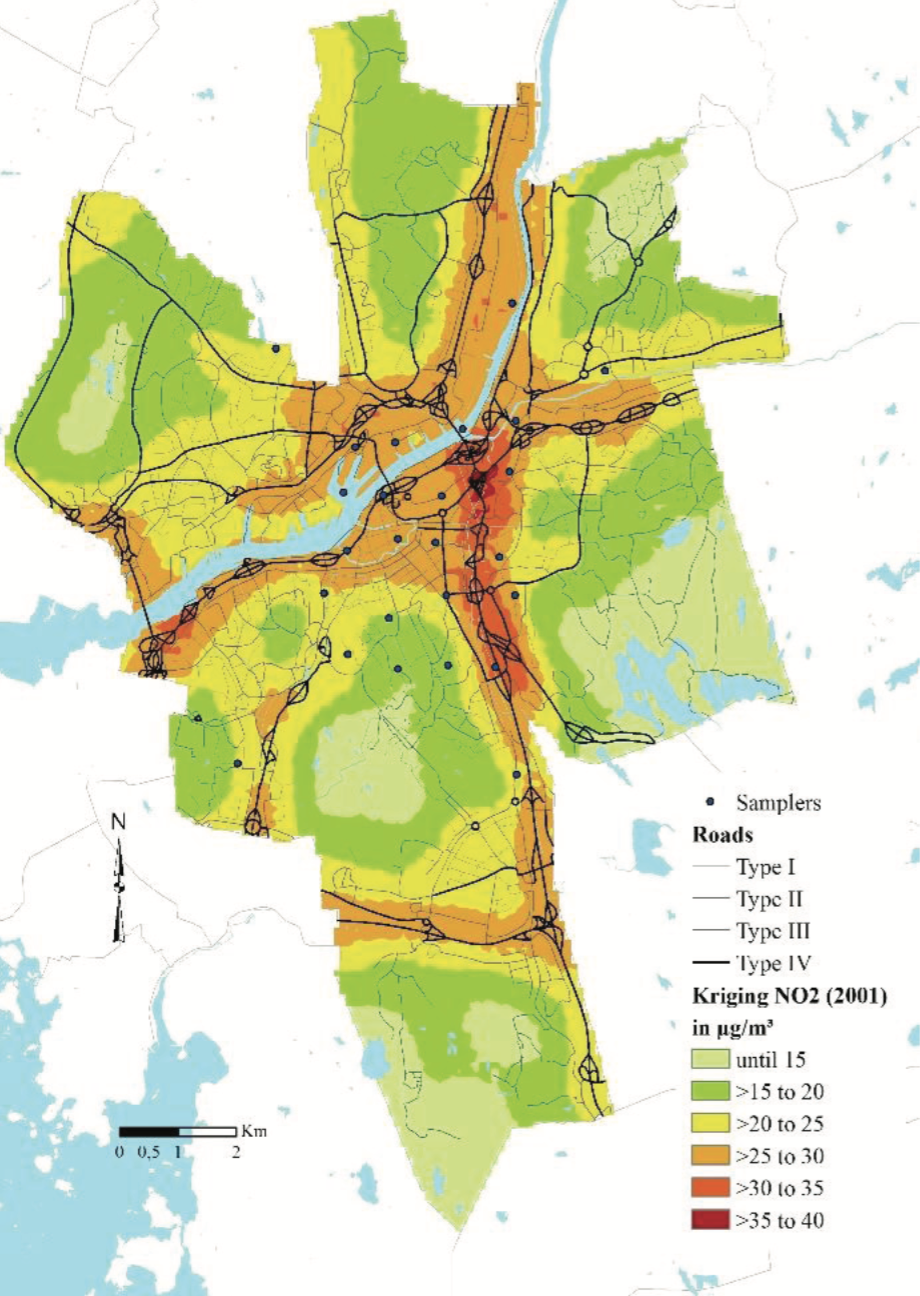 N
Samplers
Roads
Type I
Type II
Type III
Type IV
Kriging NO2 (2001)
in µg/m³
until 15
>15 to 20
>20 to 25
>25 to 30
>30 to 35
>35 to 40
Km
0 0,5 1 2